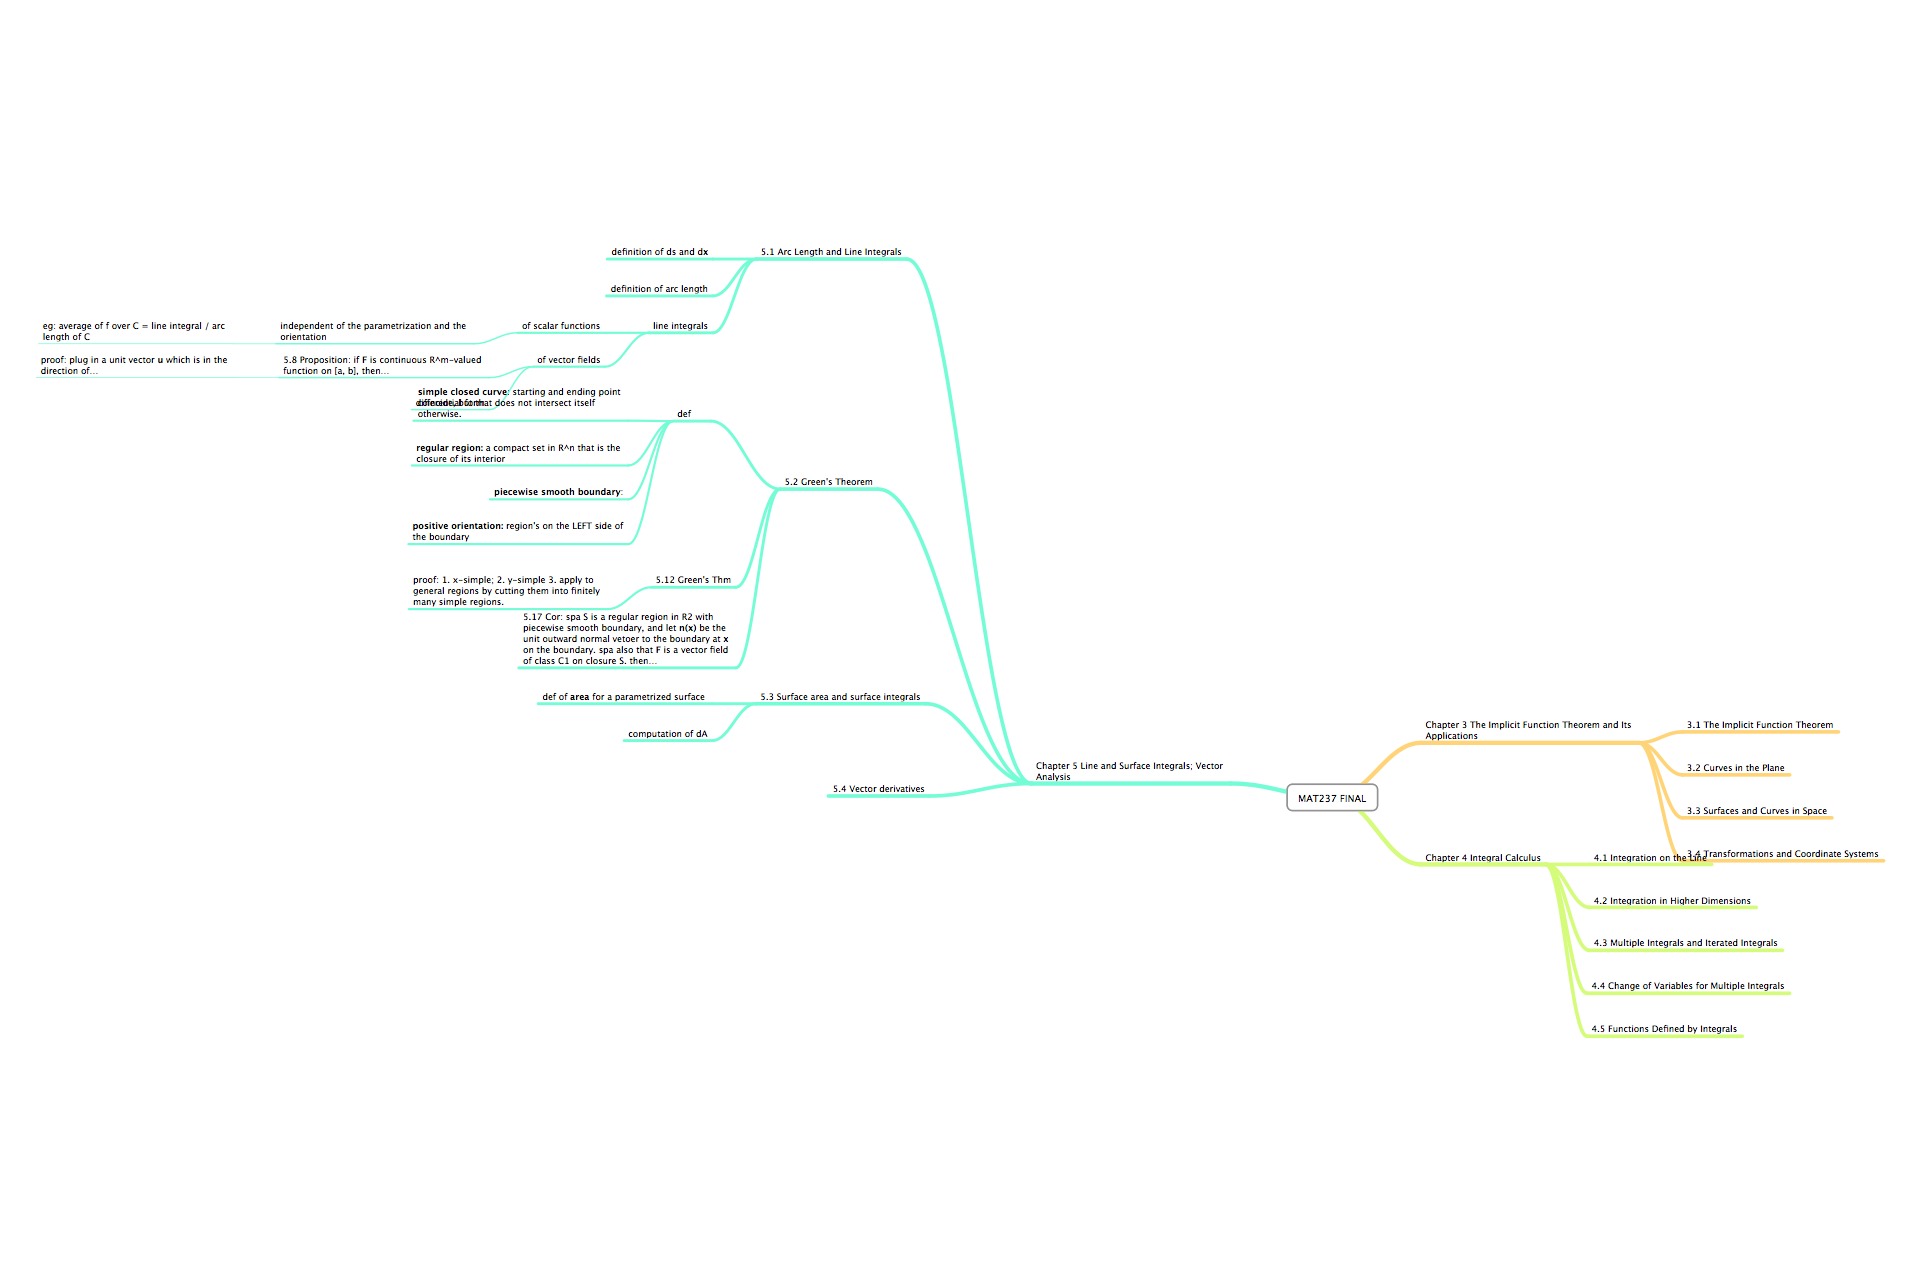 definition of ds and dx
5.1 Arc Length and Line Integrals
definition of arc length
eg: average of f over C = line integral / arc
length of C
independent of the parametrization and the
orientation
of scalar functions
line integrals
proof: plug in a unit vector u which is in the
direction of...
5.8 Proposition: if F is continuous R^m-valued
function on [a, b], then...
of vector fields
simple closed curve: starting and ending point
that does not intersect itself
otherwise.
def
regular region: a compact set in R^n that is the
closure of its interior
piecewise smooth boundary:
positive orientation: region's on the LEFT side of
the boundary
5.2 Green's Theorem
proof: 1. x-simple; 2. y-simple 3. apply to
general regions by cutting them into finitely
many simple regions.
5.12 Green's Thm
5.17 Cor: spa S is a regular region in R2 with
piecewise smooth boundary, and let n(x) be the
unit outward normal vetoer to the boundary at x
on the boundary. spa also that F is a vector field
of class C1 on closure S. then...
def of area for a parametrized surface
5.3 Surface area and surface integrals
computation of dA
5.4 Vector derivatives
Chapter 5 Line and Surface Integrals; Vector
Analysis
MAT237 FINAL
Chapter 3 The Implicit Function Theorem and Its
Applications
3.1 The Implicit Function Theorem
3.2 Curves in the Plane
3.3 Surfaces and Curves in Space
3.4 Transformations and Coordinate Systems
Chapter 4 Integral Calculus
4.1 Integration on the Line
4.2 Integration in Higher Dimensions
4.3 Multiple Integrals and Iterated Integrals
4.4 Change of Variables for Multiple Integrals
4.5 Functions Defined by Integrals